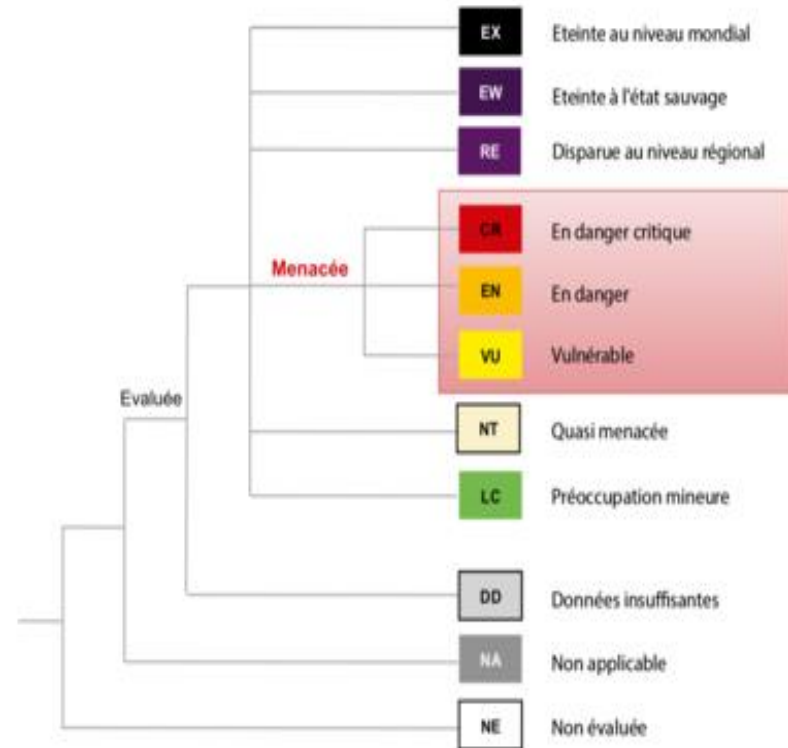 EX Eteinte au niveau mondial
EW Eteinte à l'état sauvage
RE Disparue au niveau régional
CR En danger critique
Menacée
EN En danger
VU Vulnérable
Evaluée
NT Quasi menacée
LC Préoccupation mineure
DD Données insuffisantes
NA Non applicable
NE Non évaluée